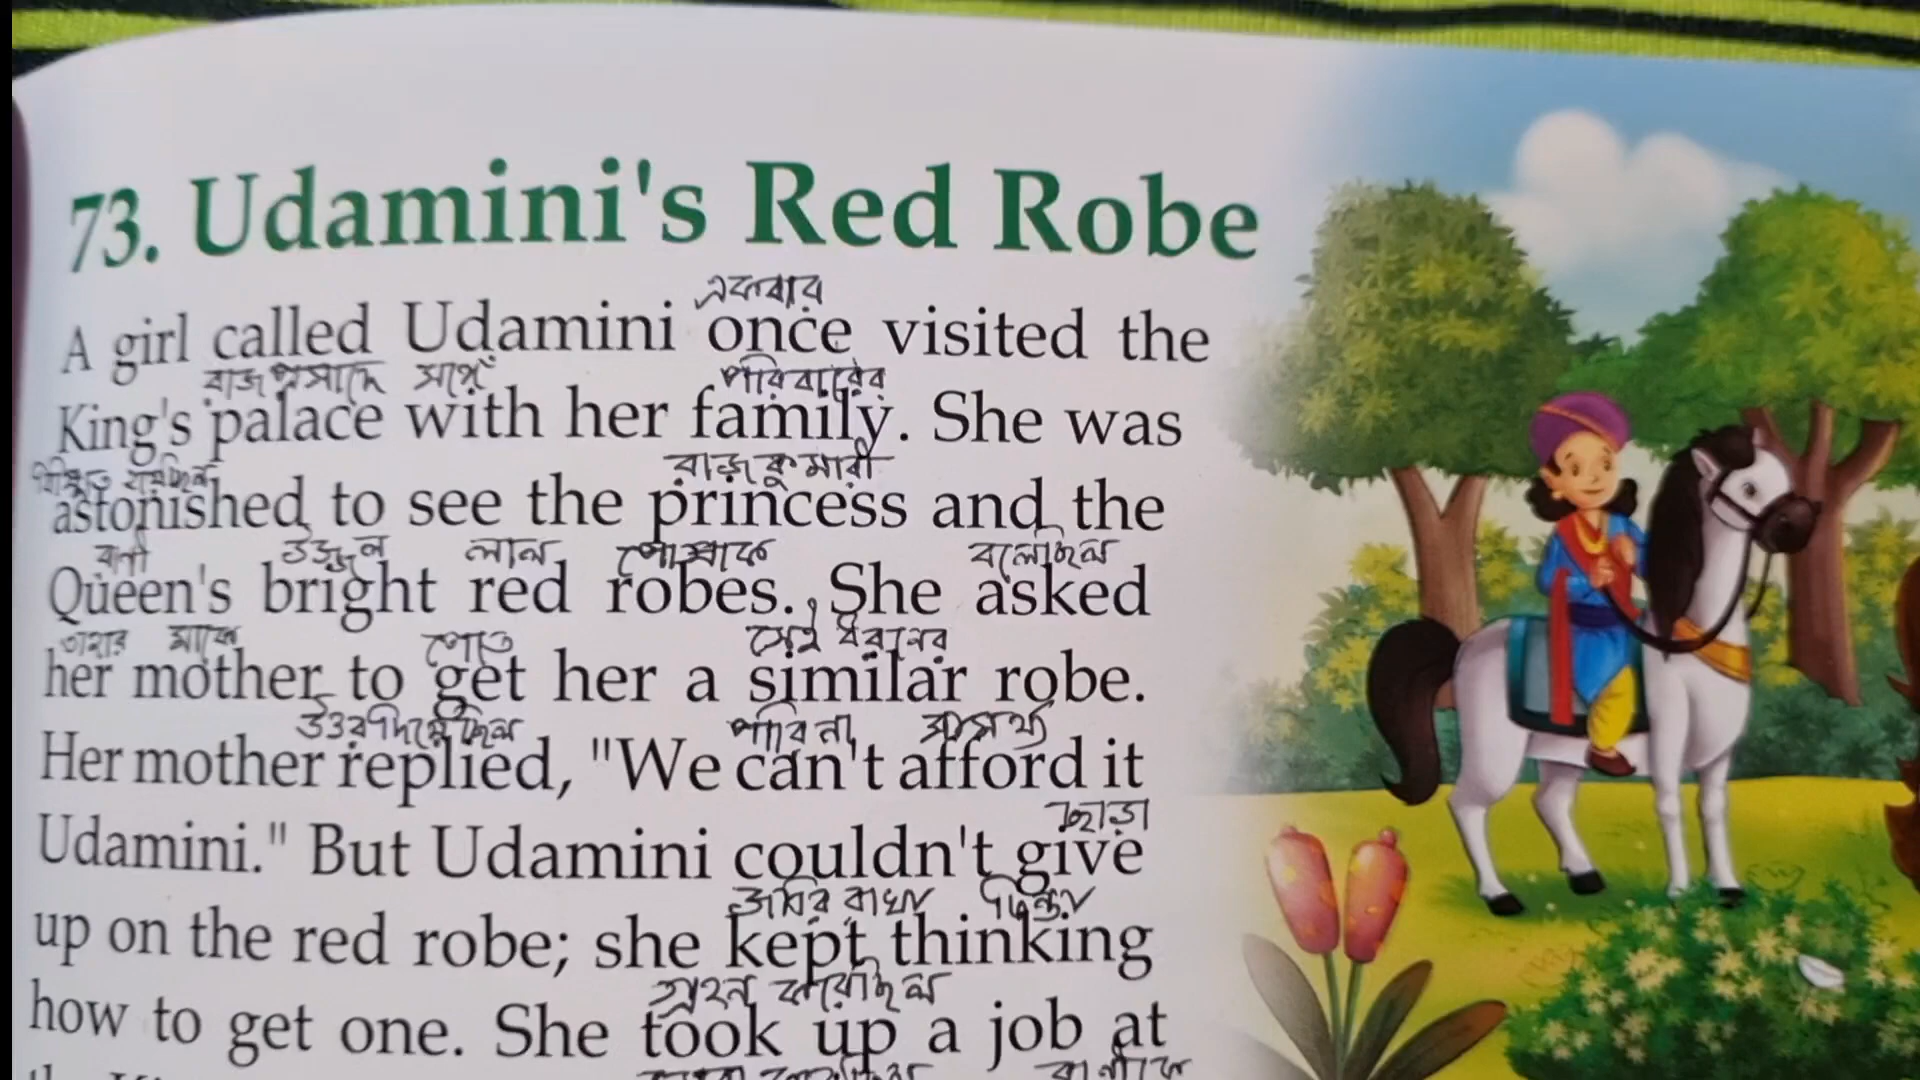 73. Udamini's Red Robe
একবার
A girl called Udamini once visited the
রাজপ্রসাদে সাথে পরিবারের
King's palace with her family. She was
রাজকুমারী
astonished to see the princess and the
রানী উজ্জ্বল লাল পোষাক বলেছিল
Queen's bright red robes. She asked
তাহার মাকে পেতে সেই ধরনের
her mother to get her a similar robe.
উত্তর দিয়েছিল পারিনা
Her mother replied, "We can't afford it
ছাড়া
Udamini." But Udamini couldn't give
up on the red robe; she kept thinking
গ্রহন করেছিল
how to get one. She took up a job at